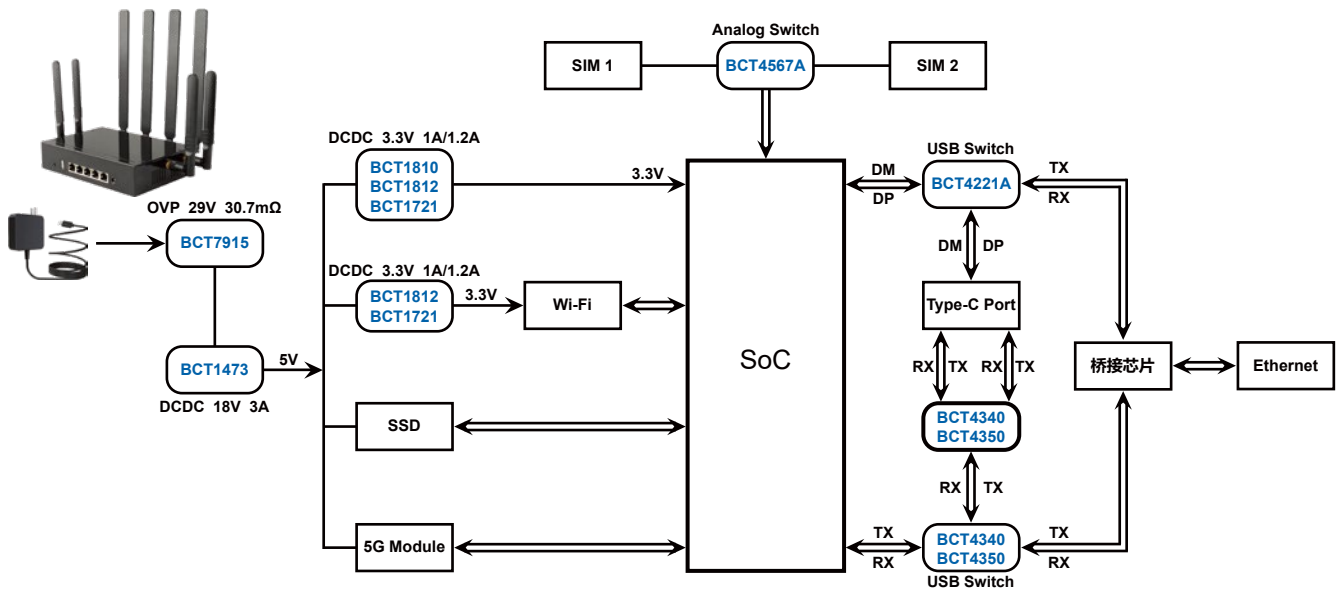 Analog Switch
SIM 1
BCT4567A
SIM 2
DCDC 3.3V 1A/1.2A
BCT1810
BCT1812
BCT1721
3.3V
USB Switch
DM
DP
BCT4221A
TX
RX
OVP 29V 30.7mΩ
BCT7915
DM DP
DCDC 3.3V 1A/1.2A
BCT1812
BCT1721
3.3V
Wi-Fi
Type-C Port
SoC
BCT1473
5V
DCDC 18V 3A
RX TX
RX TX
桥接芯片
Ethernet
SSD
BCT4340
BCT4350
RX TX
5G Module
TX
RX
BCT4340
BCT4350
USB Switch
TX
RX